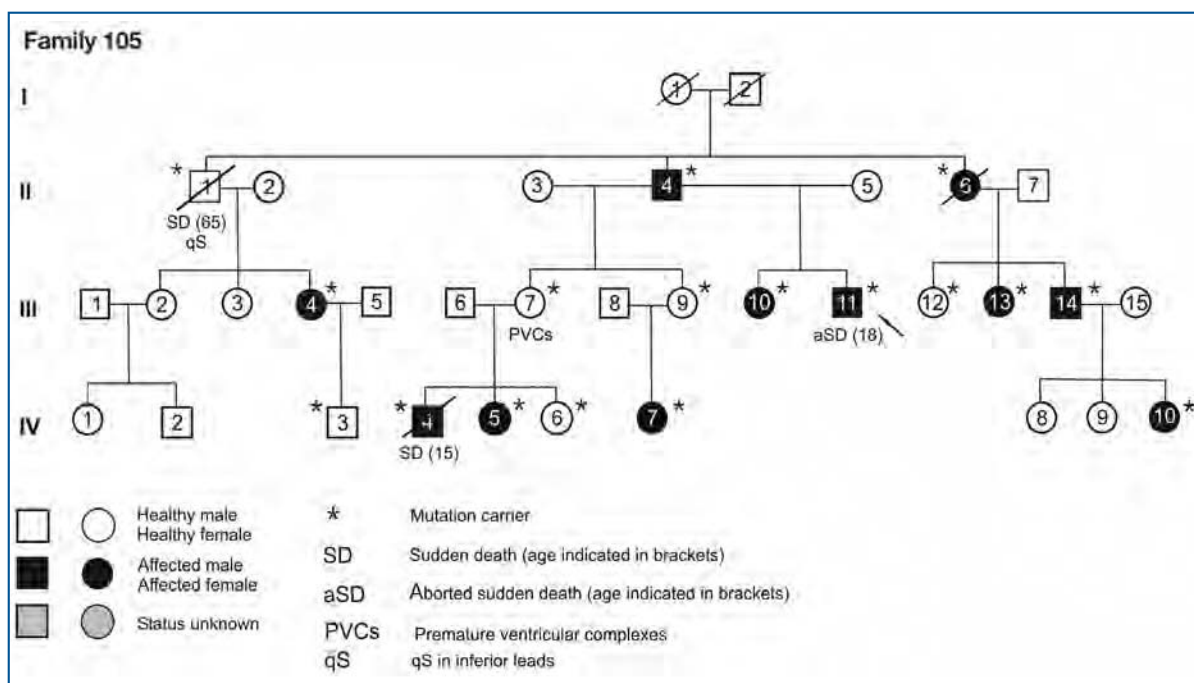 Family 105
I
1 2
II
* 1 2 3 4 * 5 * 6 7
SD (65)
qS
III
1 2 3 4 * 5 6 7 * 8 9 * 10 * 11 * 12 * 13 * 14 * 15
PVCs
aSD (18)
IV
1 2 * 3 * 4 5 * 6 * 7 * 8 9 10 *
SD (15)
Healthy male
Healthy female
Affected male
Affected female
Status unknown
* Mutation carrier
SD Sudden death (age indicated in brackets)
aSD Aborted sudden death (age indicated in brackets)
PVCs Premature ventricular complexes
qS qS in inferior leads